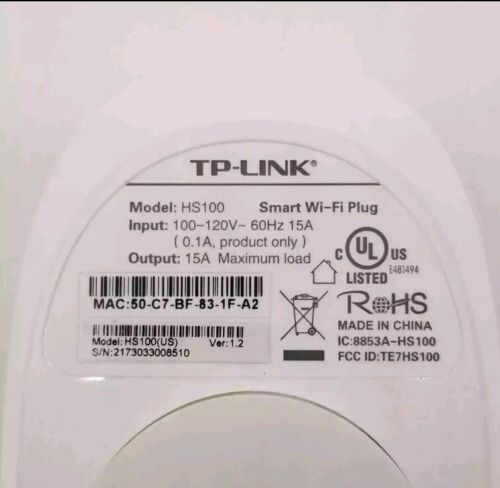 TP-LINK®
Model: HS100 Smart Wi-Fi Plug
Input: 100-120V~ 60Hz 15A
( 0.1A, product only )
Output: 15A Maximum load
C UL US
LISTED
E481494
MAC:50-C7-BF-83-1F-A2
RoHS
MADE IN CHINA
Model: HS100(US) Ver:1.2
IC:8853A-HS100
S/N:2173033008510
FCC ID:TE7HS100